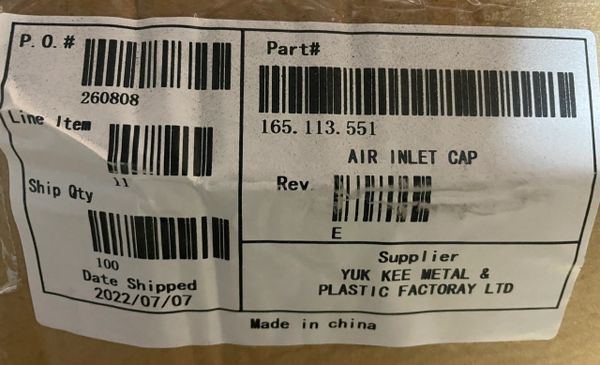 P.O.#
260808
Line Item
11
Ship Qty
100
Date Shipped
2022/07/07
Part#
165.113.551
AIR INLET CAP
Rev
E
Supplier
YUK KEE METAL &
PLASTIC FACTORAY LTD
Made in china